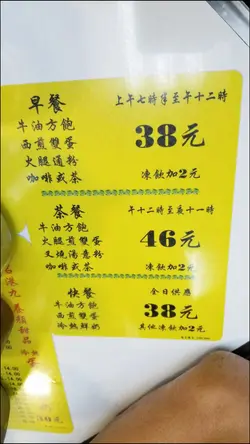 早餐
上午七時半至午十二時
牛油方飽
西煎雙蛋
火腿通粉
咖啡或茶
38元
凍飲加2元
茶餐
午十二時至夜十一時
牛油方飽
火腿煎雙蛋
叉燒湯意粉
咖啡或茶
46元
凍飲加2元
快餐
全日供應
牛油方飽
西煎雙蛋
冷熱鮮奶
38元
其他凍飲加2元